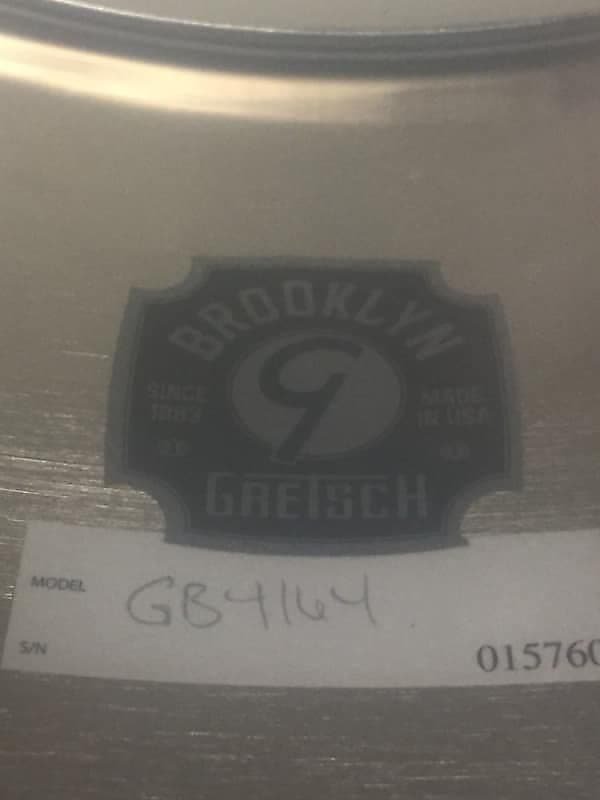 BROOKLYN
SINCE
1883
G
MADE
IN USA
GRETSCH
MODEL GB4164
S/N 015760